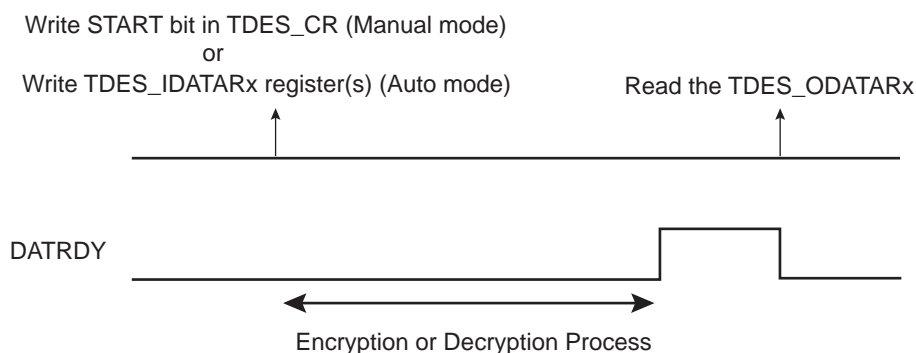 Write START bit in TDES_CR (Manual mode)
or
Write TDES_IDATARx register(s) (Auto mode)
Read the TDES_ODATARx
DATRDY
Encryption or Decryption Process